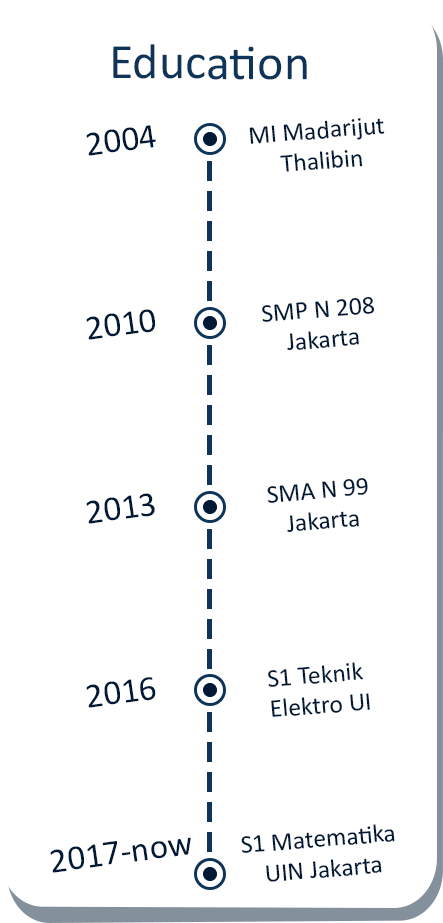 Education
2004
MI Madarijut
Thalibin
2010
SMP N 208
Jakarta
2013
SMA N 99
Jakarta
2016
S1 Teknik
Elektro UI
2017-now
S1 Matematika
UIN Jakarta